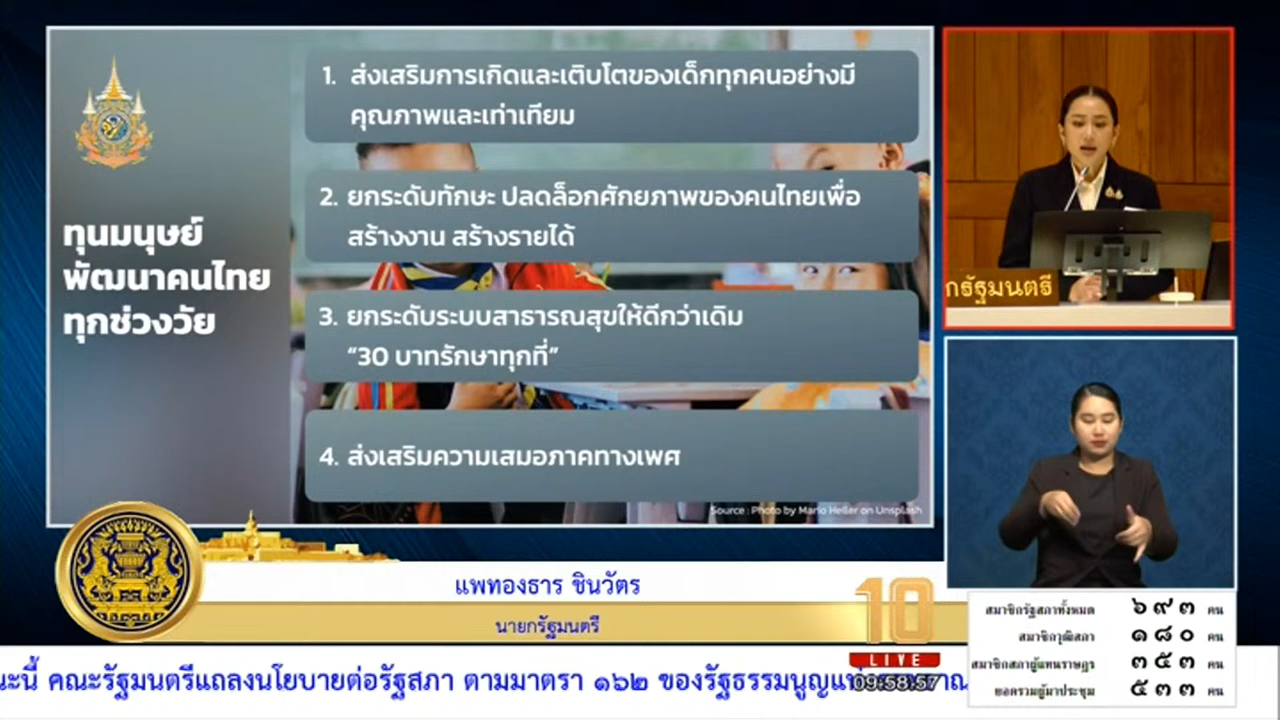 ทุนมนุษย์
พัฒนาคนไทย
ทุกช่วงวัย
1. ส่งเสริมการเกิดและเติบโตของเด็กทุกคนอย่างมี
คุณภาพและเท่าเทียม
2. ยกระดับทักษะ ปลดล็อกศักยภาพของคนไทยเพื่อ
สร้างงาน สร้างรายได้
3. ยกระดับระบบสาธารณสุขให้ดีกว่าเดิม
“30 บาทรักษาทุกที่”
4. ส่งเสริมความเสมอภาคทางเพศ
Source : Photo by Mario Heller on Unsplash
กรัฐมนตรี
แพทองธาร ชินวัตร
นายกรัฐมนตรี
10
LIVE
09:58:57
สมาชิกรัฐสภาทั้งหมด ๖๙๓ คน
สมาชิกวุฒิสภา ๑๘๐ คน
สมาชิกสภาผู้แทนราษฎร ๓๕๓ คน
ยอดรวมผู้มาประชุม ๕๓๓ คน
นะนี้ คณะรัฐมนตรีแถลงนโยบายต่อรัฐสภา ตามมาตรา ๑๖๒ ของรัฐธรรมนูญแห่